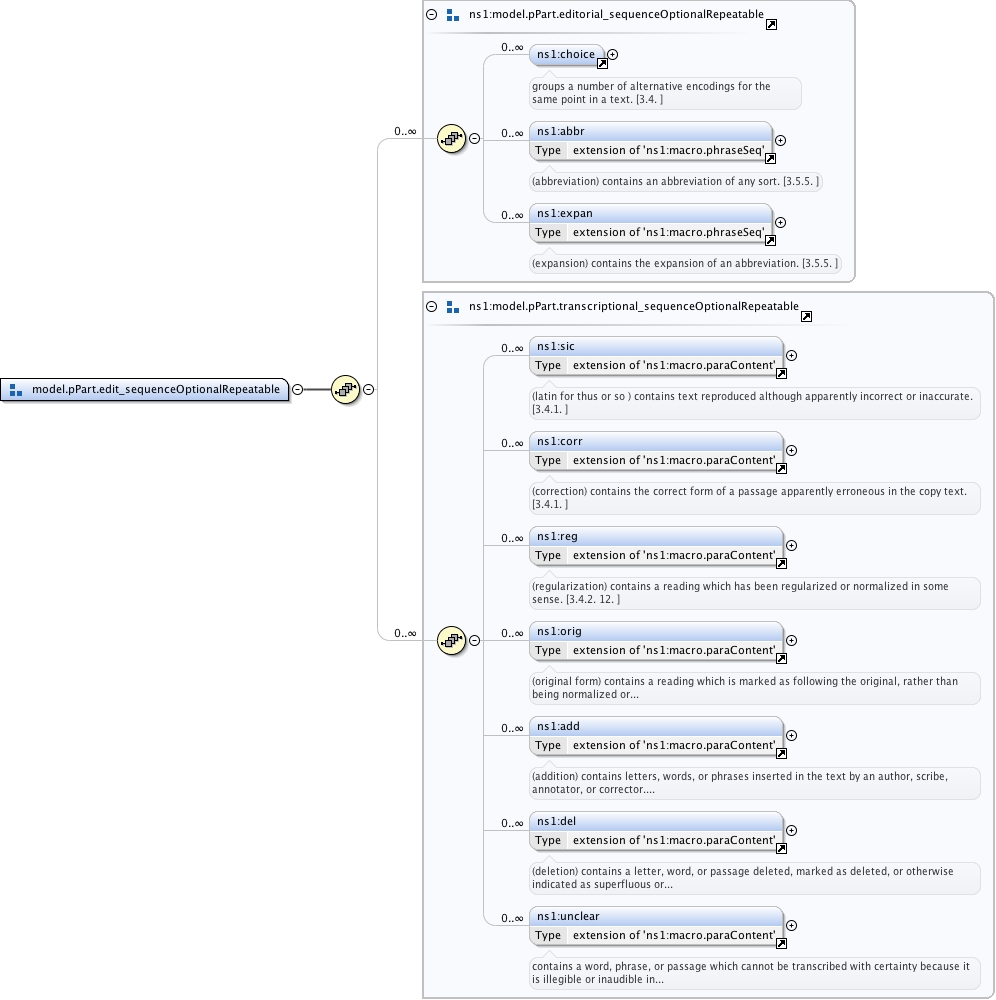 ns1:model.pPart.editorial_sequenceOptionalRepeatable
0..∞
ns1:choice
groups a number of alternative encodings for the
same point in a text. [3.4. ]
0..∞
0..∞
ns1:abbr
Type extension of 'ns1:macro.phraseSeq'
(abbreviation) contains an abbreviation of any sort. [3.5.5. ]
0..∞
ns1:expan
Type extension of 'ns1:macro.phraseSeq'
(expansion) contains the expansion of an abbreviation. [3.5.5. ]
ns1:model.pPart.transcriptional_sequenceOptionalRepeatable
0..∞
ns1:sic
Type extension of 'ns1:macro.paraContent'
model.pPart.edit_sequenceOptionalRepeatable
(latin for thus or so ) contains text reproduced although apparently incorrect or inaccurate.
[3.4.1. ]
0..∞
ns1:corr
Type extension of 'ns1:macro.paraContent'
(correction) contains the correct form of a passage apparently erroneous in the copy text.
[3.4.1. ]
0..∞
ns1:reg
Type extension of 'ns1:macro.paraContent'
(regularization) contains a reading which has been regularized or normalized in some
sense. [3.4.2. 12. ]
0..∞
0..∞
ns1:orig
Type extension of 'ns1:macro.paraContent'
(original form) contains a reading which is marked as following the original, rather than
being normalized or...
0..∞
ns1:add
Type extension of 'ns1:macro.paraContent'
(addition) contains letters, words, or phrases inserted in the text by an author, scribe,
annotator, or corrector....
0..∞
ns1:del
Type extension of 'ns1:macro.paraContent'
(deletion) contains a letter, word, or passage deleted, marked as deleted, or otherwise
indicated as superfluous or...
0..∞
ns1:unclear
Type extension of 'ns1:macro.paraContent'
contains a word, phrase, or passage which cannot be transcribed with certainty because it
is illegible or inaudible in...